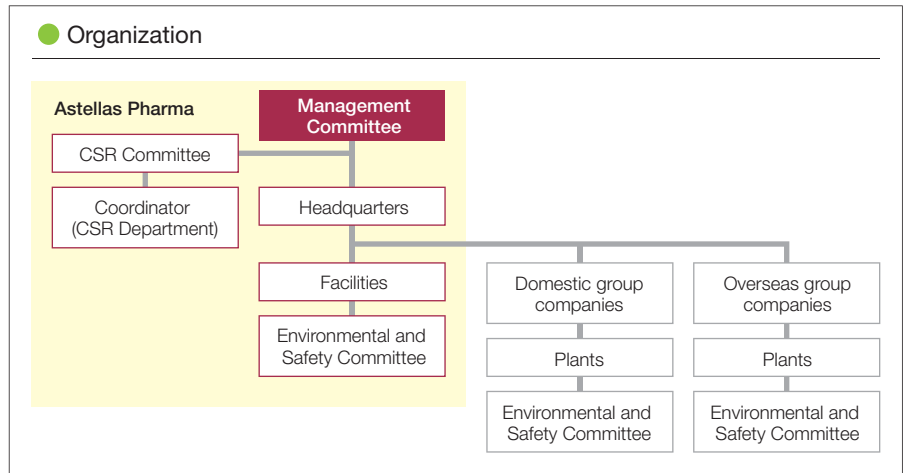 Organization
Astellas Pharma
Management
Committee
CSR Committee
Coordinator
(CSR Department)
Headquarters
Facilities
Environmental and
Safety Committee
Domestic group
companies
Plants
Environmental and
Safety Committee
Overseas group
companies
Plants
Environmental and
Safety Committee